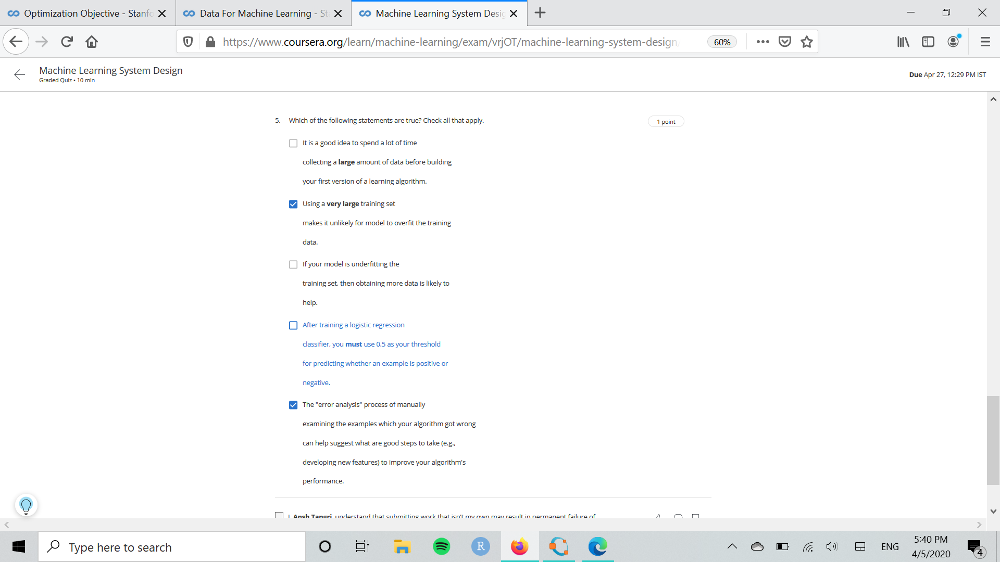 Optimization Objective - Stanfo
Data For Machine Learning - St
Machine Learning System Desig
https://www.coursera.org/learn/machine-learning/exam/vrjOT/machine-learning-system-design/
60%
Machine Learning System Design
Graded Quiz • 10 min
Due Apr 27, 12:29 PM IST
5. Which of the following statements are true? Check all that apply.
1 point
It is a good idea to spend a lot of time
collecting a large amount of data before building
your first version of a learning algorithm.
Using a very large training set
makes it unlikely for model to overfit the training
data.
If your model is underfitting the
training set, then obtaining more data is likely to
help.
After training a logistic regression
classifier, you must use 0.5 as your threshold
for predicting whether an example is positive or
negative.
The "error analysis" process of manually
examining the examples which your algorithm got wrong
can help suggest what are good steps to take (e.g.,
developing new features) to improve your algorithm's
performance.
I, Ansh Tangri, understand that submitting work that isn't my own may result in permanent failure of
Type here to search
R
ENG
5:40 PM
4/5/2020
4